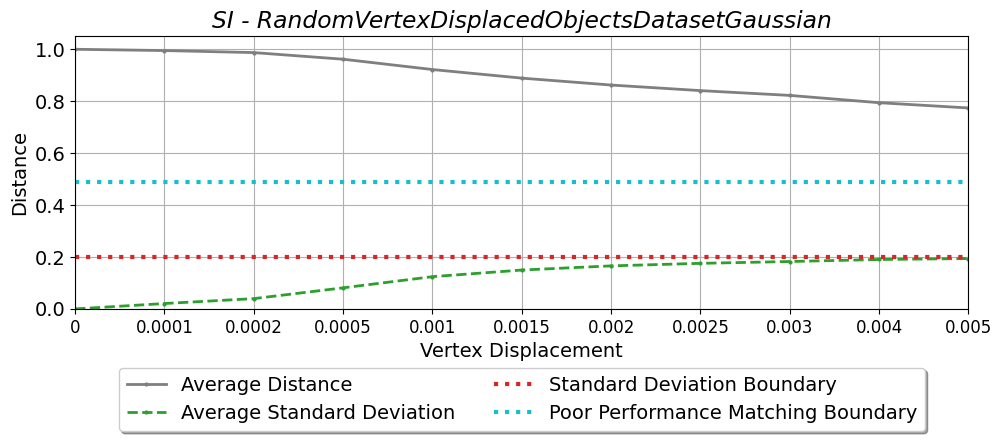 SI - RandomVertexDisplacedObjectsDatasetGaussian
Distance
1.0
0.8
0.6
0.4
0.2
0.0
0 0.0001 0.0002 0.0005 0.001 0.0015 0.002 0.0025 0.003 0.004 0.005
Vertex Displacement
Average Distance
Average Standard Deviation
Standard Deviation Boundary
Poor Performance Matching Boundary